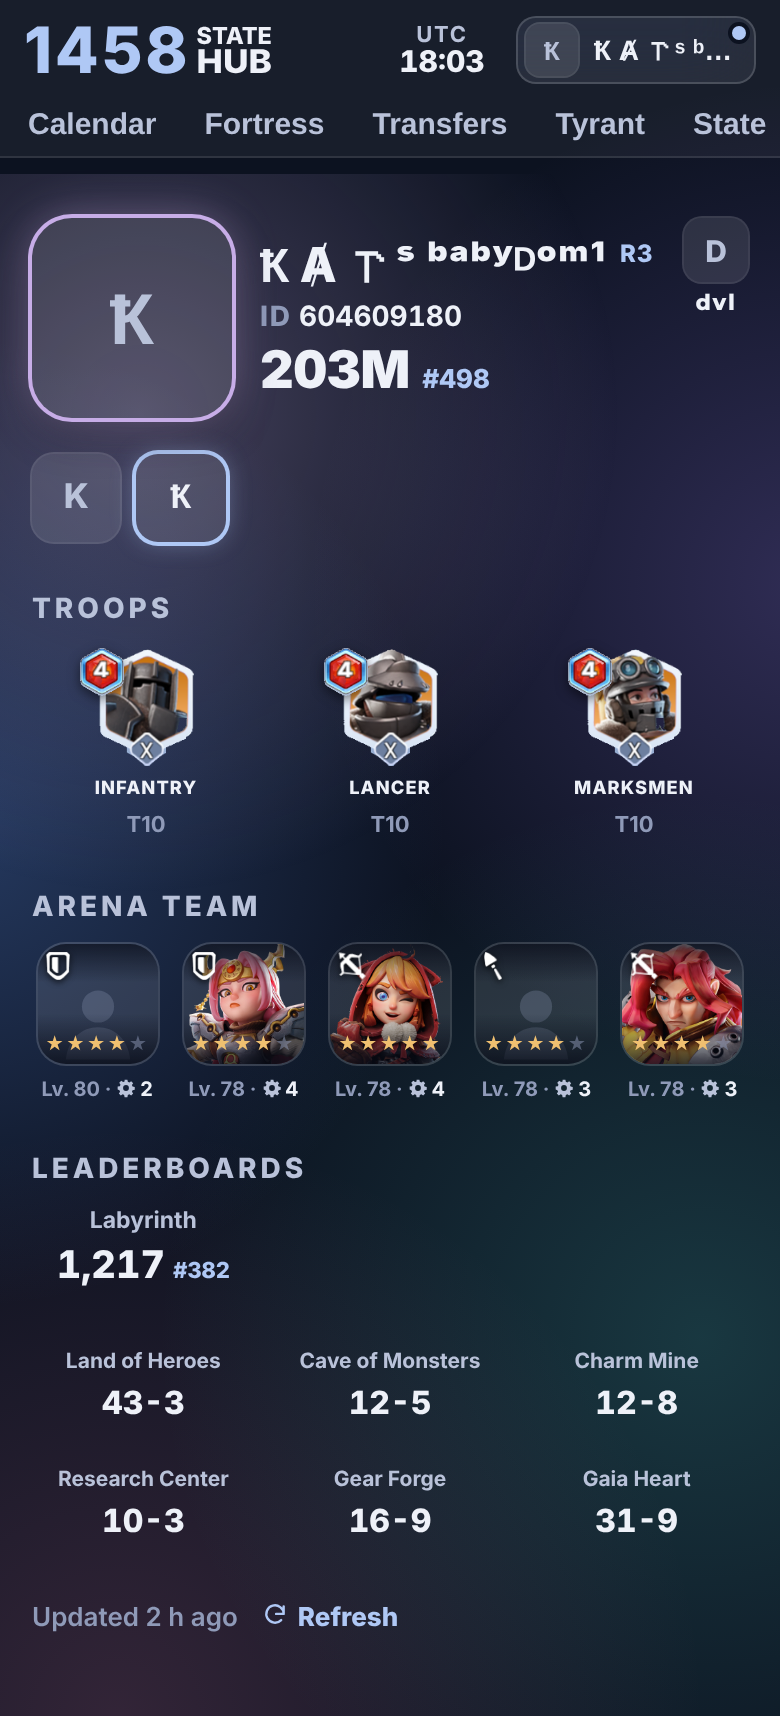 1458 STATE HUB
UTC
18:03
Ҟ
Ҟ Ⱥ Ͳ ˢ ᵇ...
Calendar Fortress Transfers Tyrant State
Ҟ
Ҟ Ⱥ Ͳ ˢ ᵇᵃᵇʸDᵒᵐ¹ R3
D
dvl
ID 604609180
203M #498
K Ҟ
TROOPS
4 4 4
X X X
INFANTRY LANCER MARKSMEN
T10 T10 T10
ARENA TEAM
Lv. 80 · 2 Lv. 78 · 4 Lv. 78 · 4 Lv. 78 · 3 Lv. 78 · 3
LEADERBOARDS
Labyrinth
1,217 #382
Land of Heroes Cave of Monsters Charm Mine
43-3 12-5 12-8
Research Center Gear Forge Gaia Heart
10-3 16-9 31-9
Updated 2 h ago Refresh